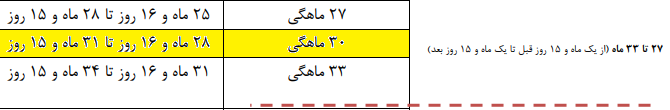 ۲۷ ماهگی ۲۵ ماه و ۱۶ روز تا ۲۸ ماه و ۱۵ روز
۲۷ تا ۳۳ ماه (از یک ماه و ۱۵ روز قبل تا یک ماه و ۱۵ روز بعد) ۳۰ ماهگی ۲۸ ماه و ۱۶ روز تا ۳۱ ماه و ۱۵ روز
۳۳ ماهگی ۳۱ ماه و ۱۶ روز تا ۳۴ ماه و ۱۵ روز